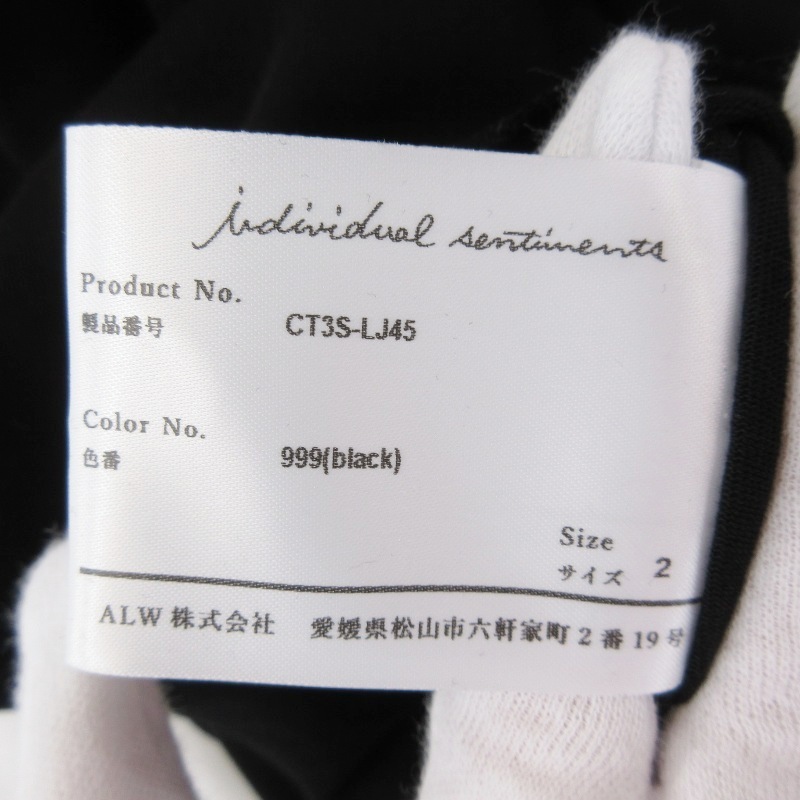 individual sentiments
Product No.
製品番号 CT3S-LJ45
Color No.
色番 999(black)
Size
サイズ 2
ALW 株式会社 愛媛県松山市六軒家町 2 番 19 号